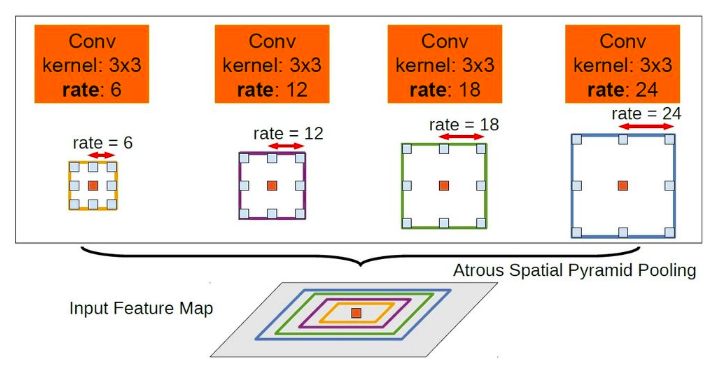 Conv
kernel: 3x3
rate: 6
Conv
kernel: 3x3
rate: 12
Conv
kernel: 3x3
rate: 18
Conv
kernel: 3x3
rate: 24
rate = 6
rate = 12
rate = 18
rate = 24
Atrous Spatial Pyramid Pooling
Input Feature Map